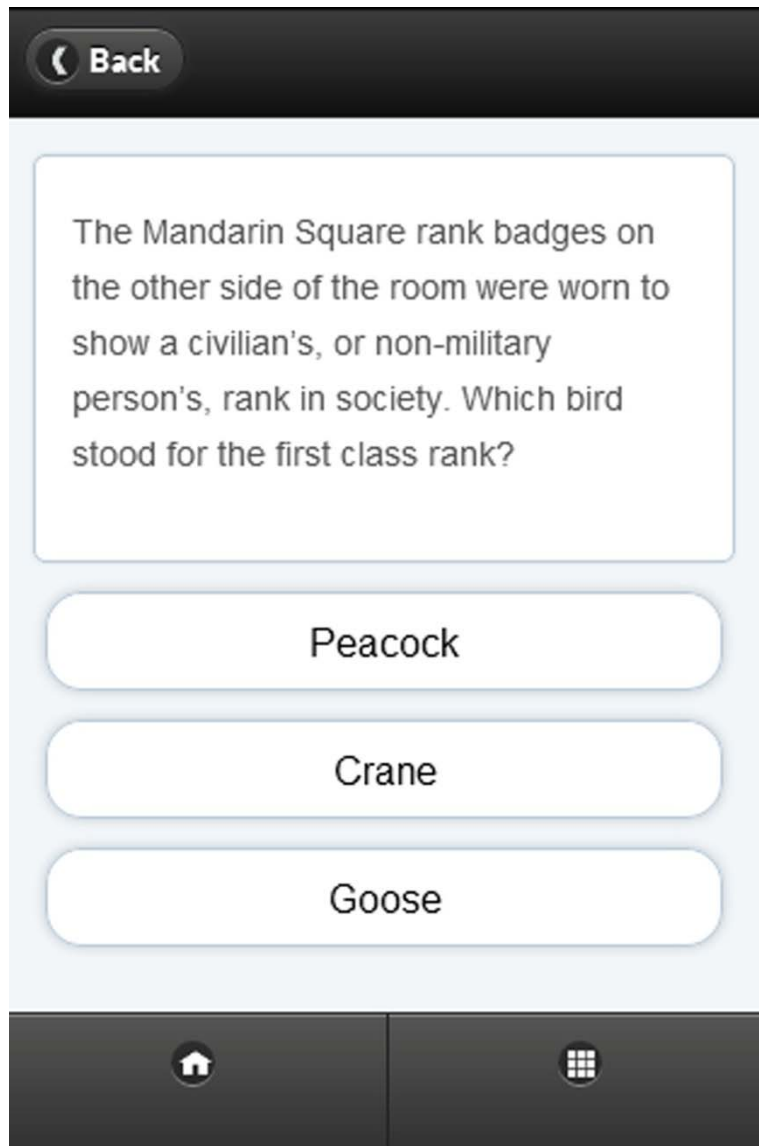 Back
The Mandarin Square rank badges on
the other side of the room were worn to
show a civilian's, or non-military
person's, rank in society. Which bird
stood for the first class rank?
Peacock
Crane
Goose